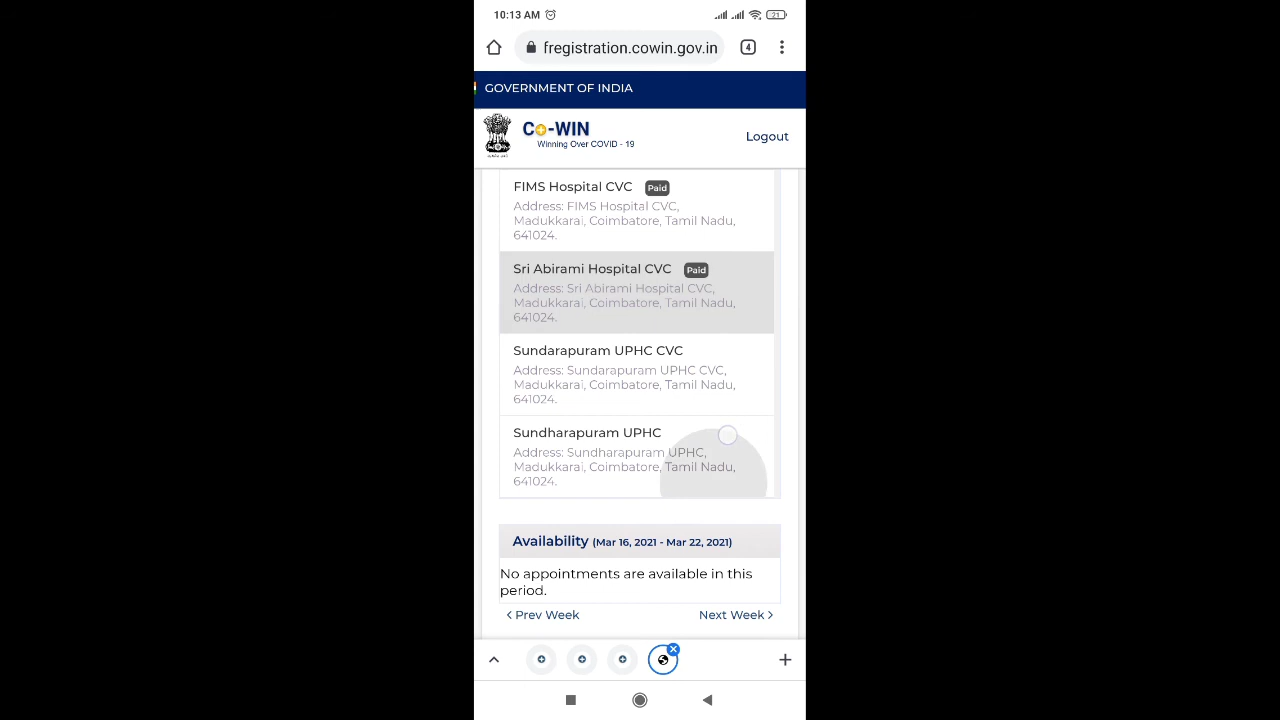 10:13 AM 21
fregistration.cowin.gov.in 4
GOVERNMENT OF INDIA
Co-WIN
Winning Over COVID - 19
Logout
FIMS Hospital CVC Paid
Address: FIMS Hospital CVC,
Madukkarai, Coimbatore, Tamil Nadu,
641024.
Sri Abirami Hospital CVC Paid
Address: Sri Abirami Hospital CVC,
Madukkarai, Coimbatore, Tamil Nadu,
641024.
Sundarapuram UPHC CVC
Address: Sundarapuram UPHC CVC,
Madukkarai, Coimbatore, Tamil Nadu,
641024.
Sundharapuram UPHC
Address: Sundharapuram UPHC,
Madukkarai, Coimbatore, Tamil Nadu,
641024.
Availability (Mar 16, 2021 - Mar 22, 2021)
No appointments are available in this
period.
< Prev Week Next Week >